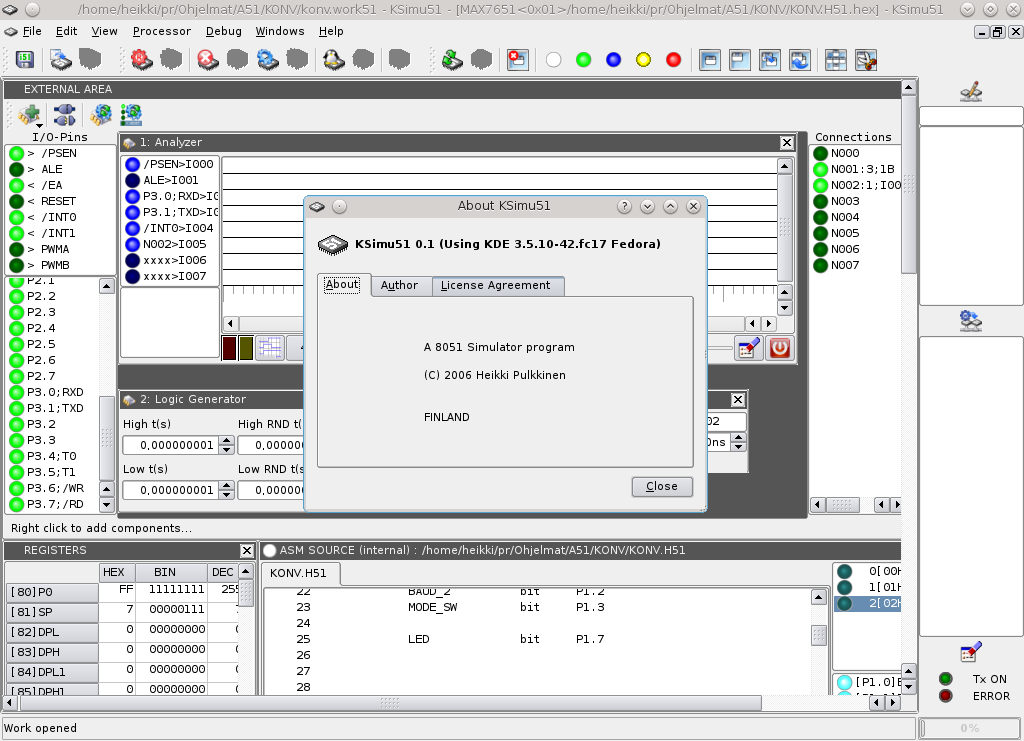 /home/heikki/pr/Ohjelmat/A51/KONV/konv.work51 - KSimu51 - [MAX7651<0x01>/home/heikki/pr/Ohjelmat/A51/KONV/KONV.H51.hex] - KSimu51
File Edit View Processor Debug Windows Help
EXTERNAL AREA
I/O-Pins
> /PSEN
> ALE
< /EA
< RESET
< /INT0
< /INT1
> PWMA
> PWMB
P2.1
P2.2
P2.3
P2.4
P2.5
P2.6
P2.7
P3.0;RXD
P3.1;TXD
P3.2
P3.3
P3.4;T0
P3.5;T1
P3.6;/WR
P3.7;/RD
1: Analyzer
/PSEN>I000
ALE>I001
P3.0;RXD>I0
P3.1;TXD>I0
/INT0>I004
N002>I005
xxxx>I006
xxxx>I007
2: Logic Generator
High t(s) High RND t(
0,000000001 0,00000
Low t(s) Low RND t(s
0,000000001 0,00000
02
0ns
Connections
N000
N001:3;1B
N002:1;I00
N003
N004
N005
N006
N007
About KSimu51
KSimu51 0.1 (Using KDE 3.5.10-42.fc17 Fedora)
About Author License Agreement
A 8051 Simulator program
(C) 2006 Heikki Pulkkinen
FINLAND
Close
Right click to add components...
REGISTERS
HEX BIN DEC
[80]P0 FF 11111111 255
[81]SP 7 00000111 7
[82]DPL 0 00000000 0
[83]DPH 0 00000000 0
[84]DPL1 0 00000000 0
[85]DPH1 0 00000000 0
ASM SOURCE (internal) : /home/heikki/pr/Ohjelmat/A51/KONV/KONV.H51
KONV.H51
22 BAUD_2 bit P1.2
23 MODE_SW bit P1.3
24
25 LED bit P1.7
26
27
28
0[00H
1[01H
2[02H
[P1.0]B
Tx ON
ERROR
Work opened
0%